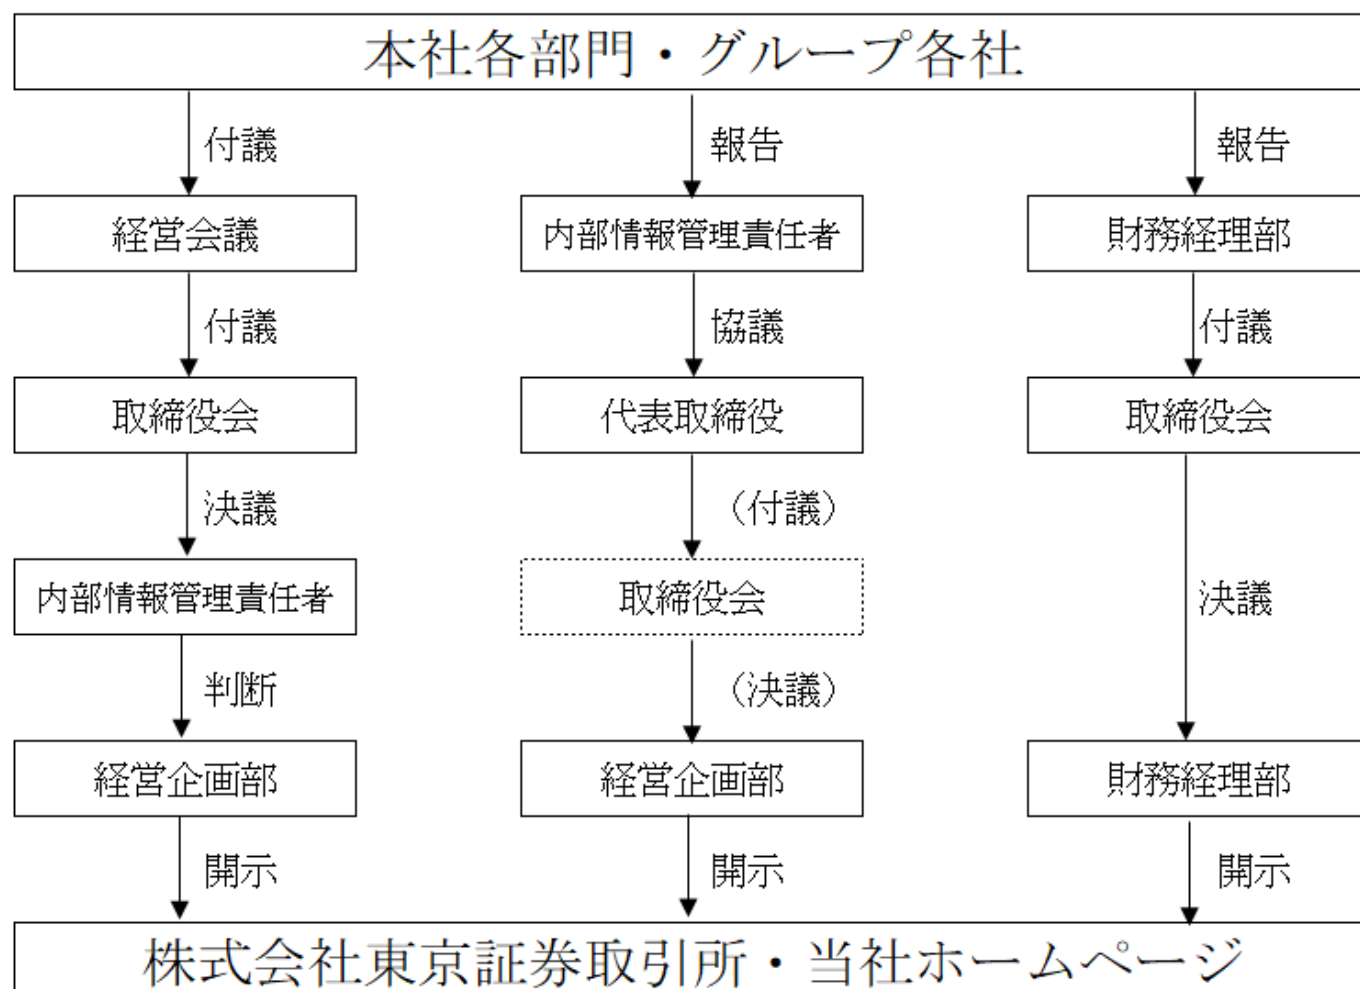 本社各部門・グループ各社
付議
報告
報告
経営会議
内部情報管理責任者
財務経理部
付議
協議
付議
取締役会
代表取締役
取締役会
決議
（付議）
内部情報管理責任者
取締役会
決議
判断
（決議）
経営企画部
経営企画部
財務経理部
開示
開示
開示
株式会社東京証券取引所・当社ホームページ